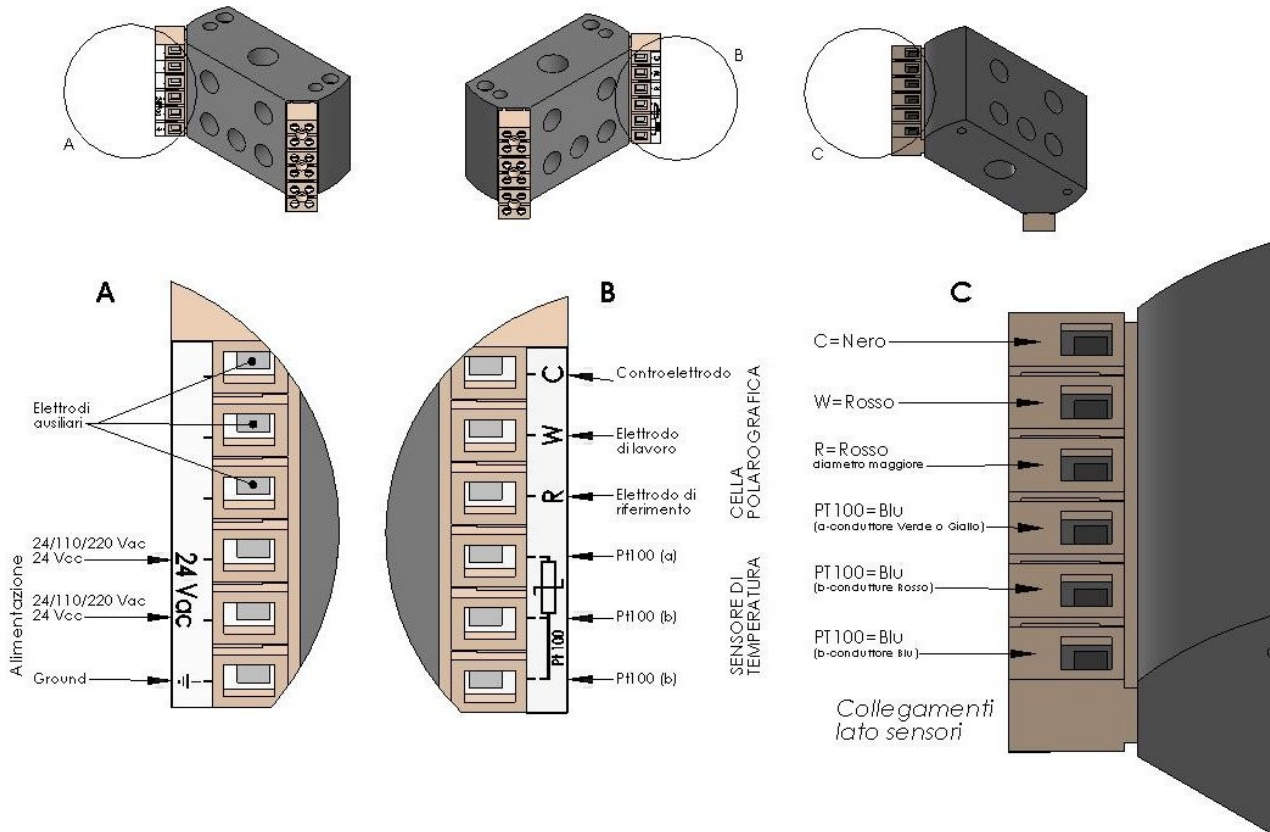 A
B
C
A
B
C
Elettrodi
ausiliari
24/110/220 Vac
24 Vcc
24/110/220 Vac
24 Vcc
Ground
Alimentazione
24 Vac
C
W
R
Pt 100
Controelettrodo
Elettrodo
di lavoro
Elettrodo di
riferimento
Pt100 (a)
Pt100 (b)
Pt100 (b)
CELLA
POLAROGRAFICA
SENSORE DI
TEMPERATURA
C=Nero
W=Rosso
R=Rosso
diametro maggiore
PT100=Blu
(a-conduttore Verde o Giallo)
PT100=Blu
(b-condutture Rosso)
PT100=Blu
(b-conduttore Blu)
Collegamenti
lato sensori